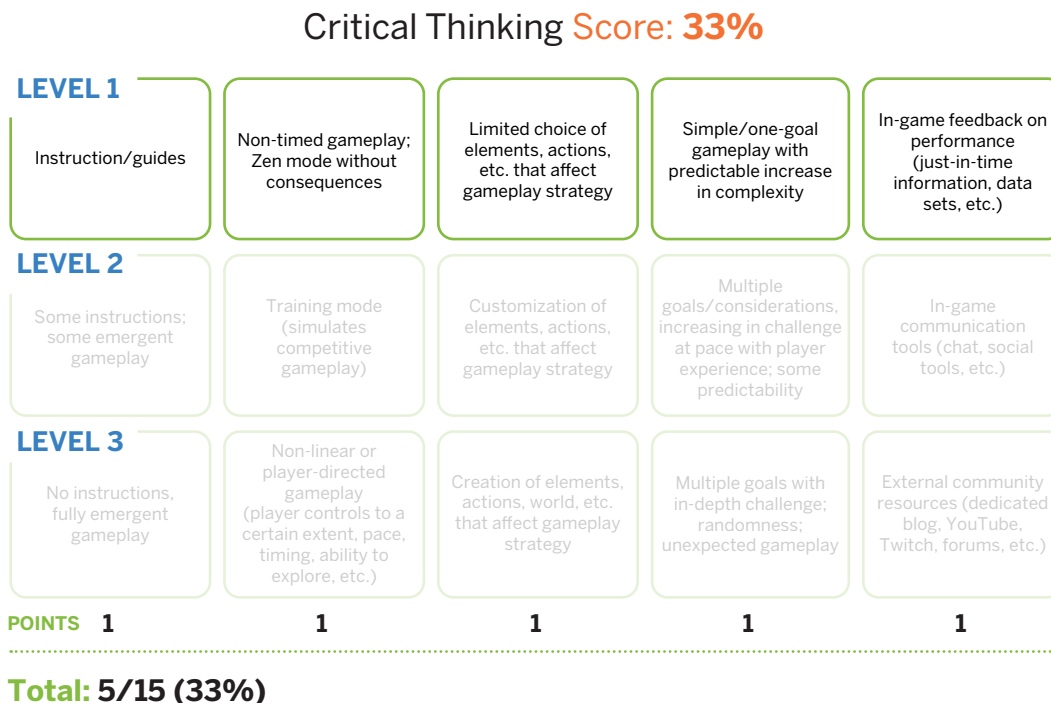 Critical Thinking Score: 33%
LEVEL 1
Instruction/guides
Non-timed gameplay;
Zen mode without
consequences
Limited choice of
elements, actions,
etc. that affect
gameplay strategy
Simple/one-goal
gameplay with
predictable increase
in complexity
In-game feedback on
performance
(just-in-time
information, data
sets, etc.)
LEVEL 2
Some instructions;
some emergent
gameplay
Training mode
(simulates
competitive
gameplay)
Customization of
elements, actions,
etc. that affect
gameplay strategy
Multiple
goals/considerations,
increasing in challenge
at pace with player
experience; some
predictability
In-game
communication
tools (chat, social
tools, etc.)
LEVEL 3
No instructions,
fully emergent
gameplay
Non-linear or
player-directed
gameplay
(player controls to a
certain extent, pace,
timing, ability to
explore, etc.)
Creation of elements,
actions, world, etc.
that affect gameplay
strategy
Multiple goals with
in-depth challenge;
randomness;
unexpected gameplay
External community
resources (dedicated
blog, YouTube,
Twitch, forums, etc.)
POINTS 1 1 1 1 1
Total: 5/15 (33%)